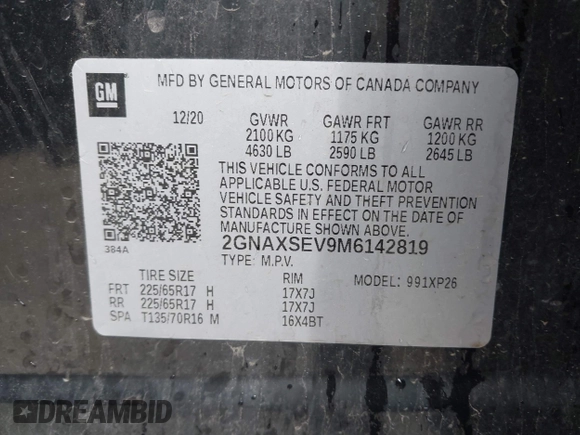 GM
MFD BY GENERAL MOTORS OF CANADA COMPANY
12/20 GVWR GAWR FRT GAWR RR
2100 KG 1175 KG 1200 KG
4630 LB 2590 LB 2645 LB
THIS VEHICLE CONFORMS TO ALL
APPLICABLE U.S. FEDERAL MOTOR
VEHICLE SAFETY AND THEFT PREVENTION
STANDARDS IN EFFECT ON THE DATE OF
MANUFACTURE SHOWN ABOVE.
384A 2GNAXSEV9M6142819
TYPE: M.P.V.
TIRE SIZE RIM MODEL: 991XP26
FRT 225/65R17 H 17X7J
RR 225/65R17 H 17X7J
SPA T135/70R16 M 16X4BT
DREAMBID